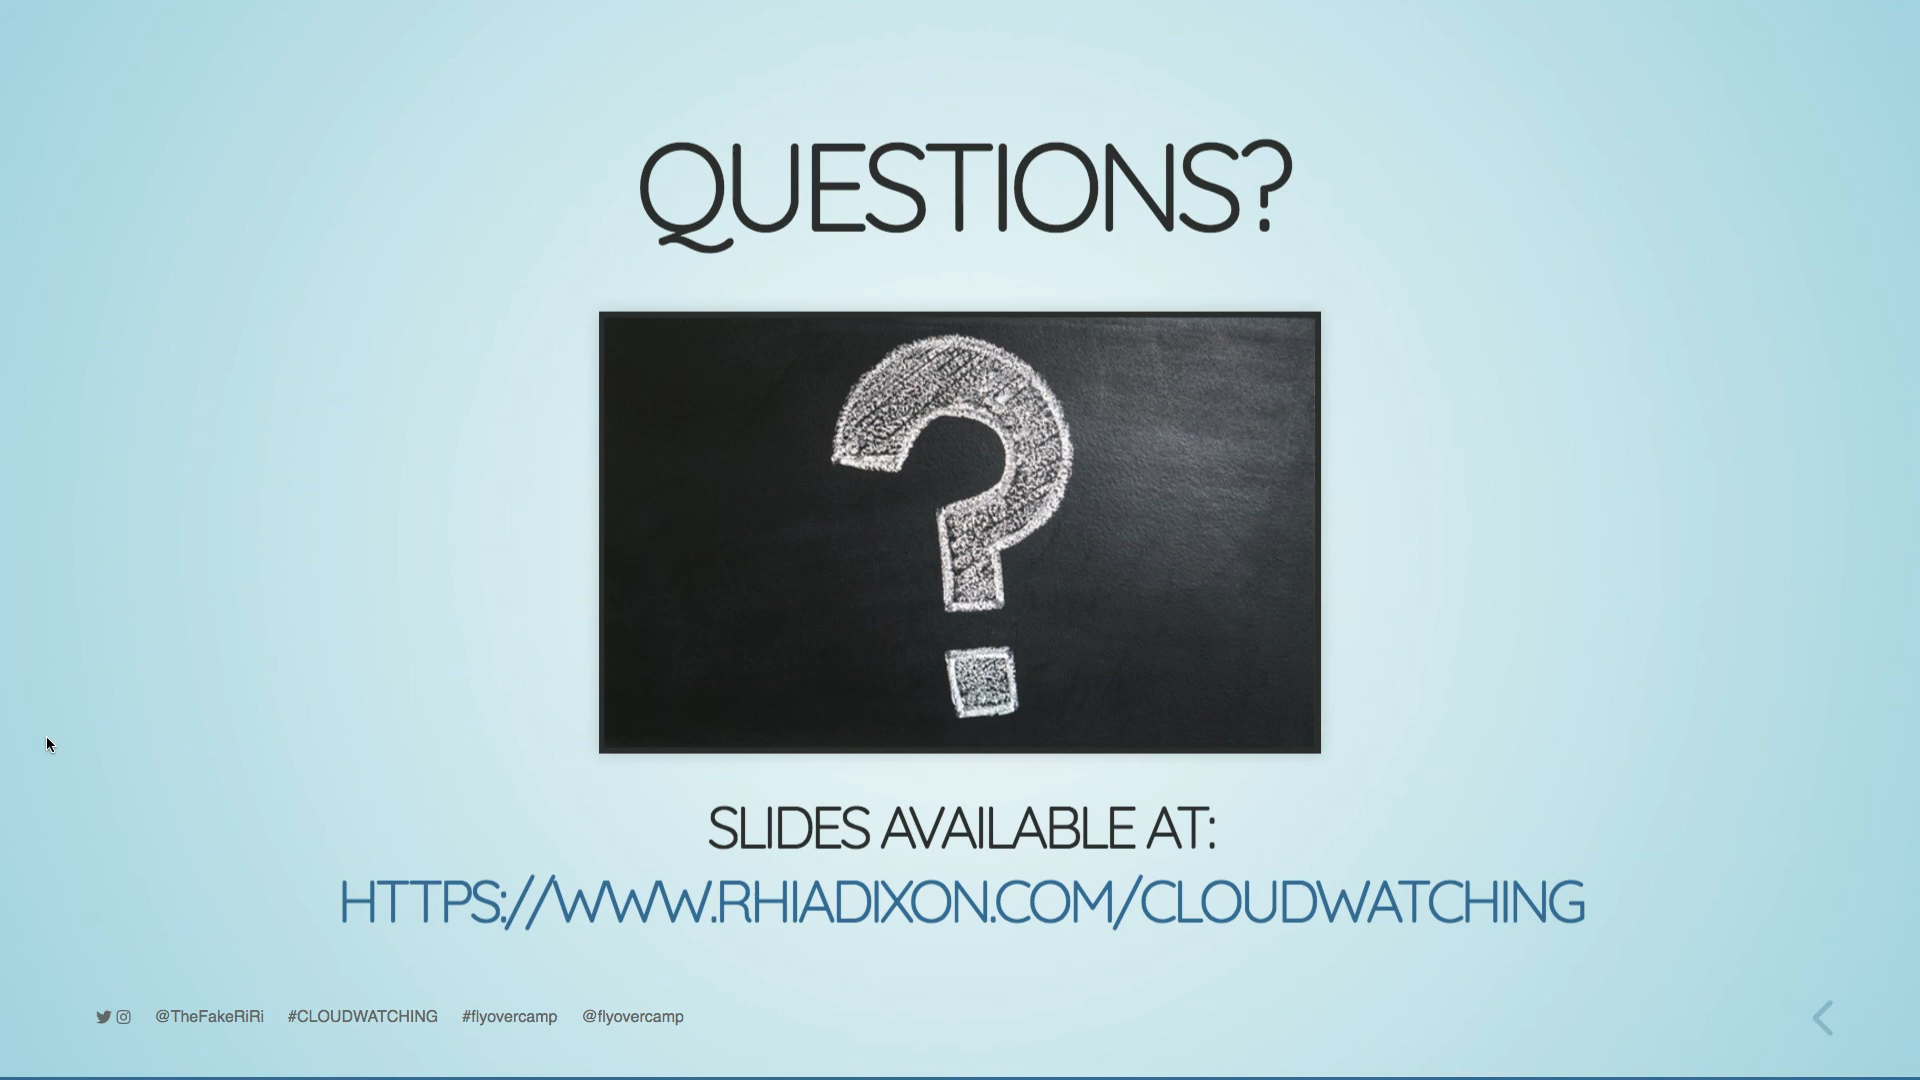 QUESTIONS?
?
SLIDES AVAILABLE AT:
HTTPS://WWW.RHIADIXON.COM/CLOUDWATCHING
@TheFakeRiRi #CLOUDWATCHING #flyovercamp @flyovercamp